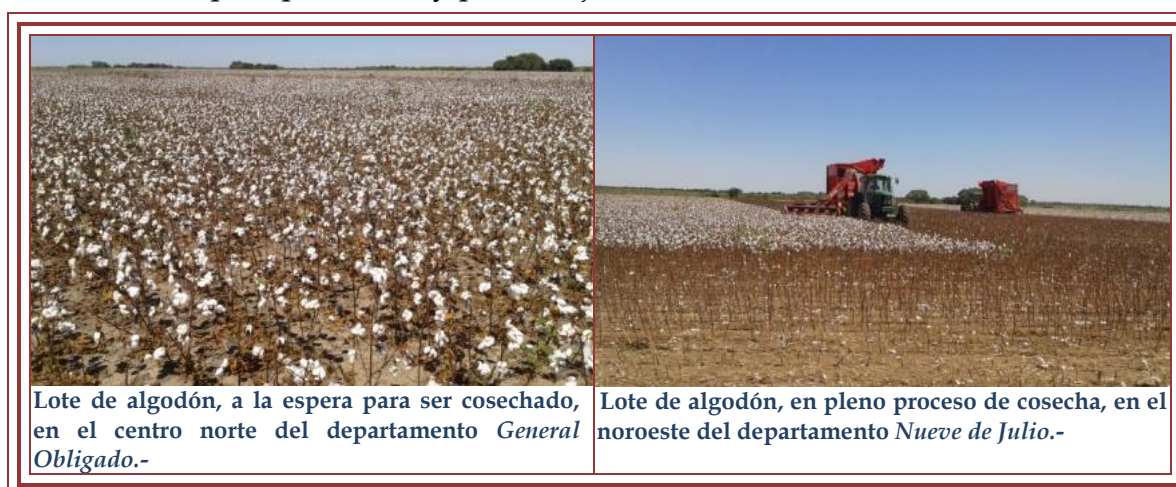 Lote de algodón, a la espera para ser cosechado,
en el centro norte del departamento General
Obligado.-
Lote de algodón, en pleno proceso de cosecha, en el
noroeste del departamento Nueve de Julio.-